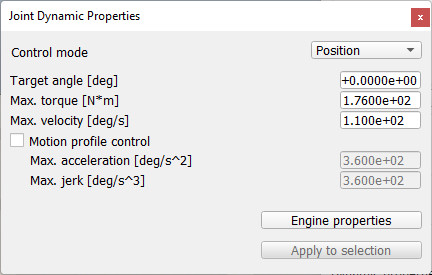 Joint Dynamic Properties
Control mode Position
Target angle [deg] +0.0000e+00
Max. torque [N*m] 1.7600e+02
Max. velocity [deg/s] 1.100e+02
Motion profile control
Max. acceleration [deg/s^2] 3.600e+02
Max. jerk [deg/s^3] 3.600e+02
Engine properties
Apply to selection